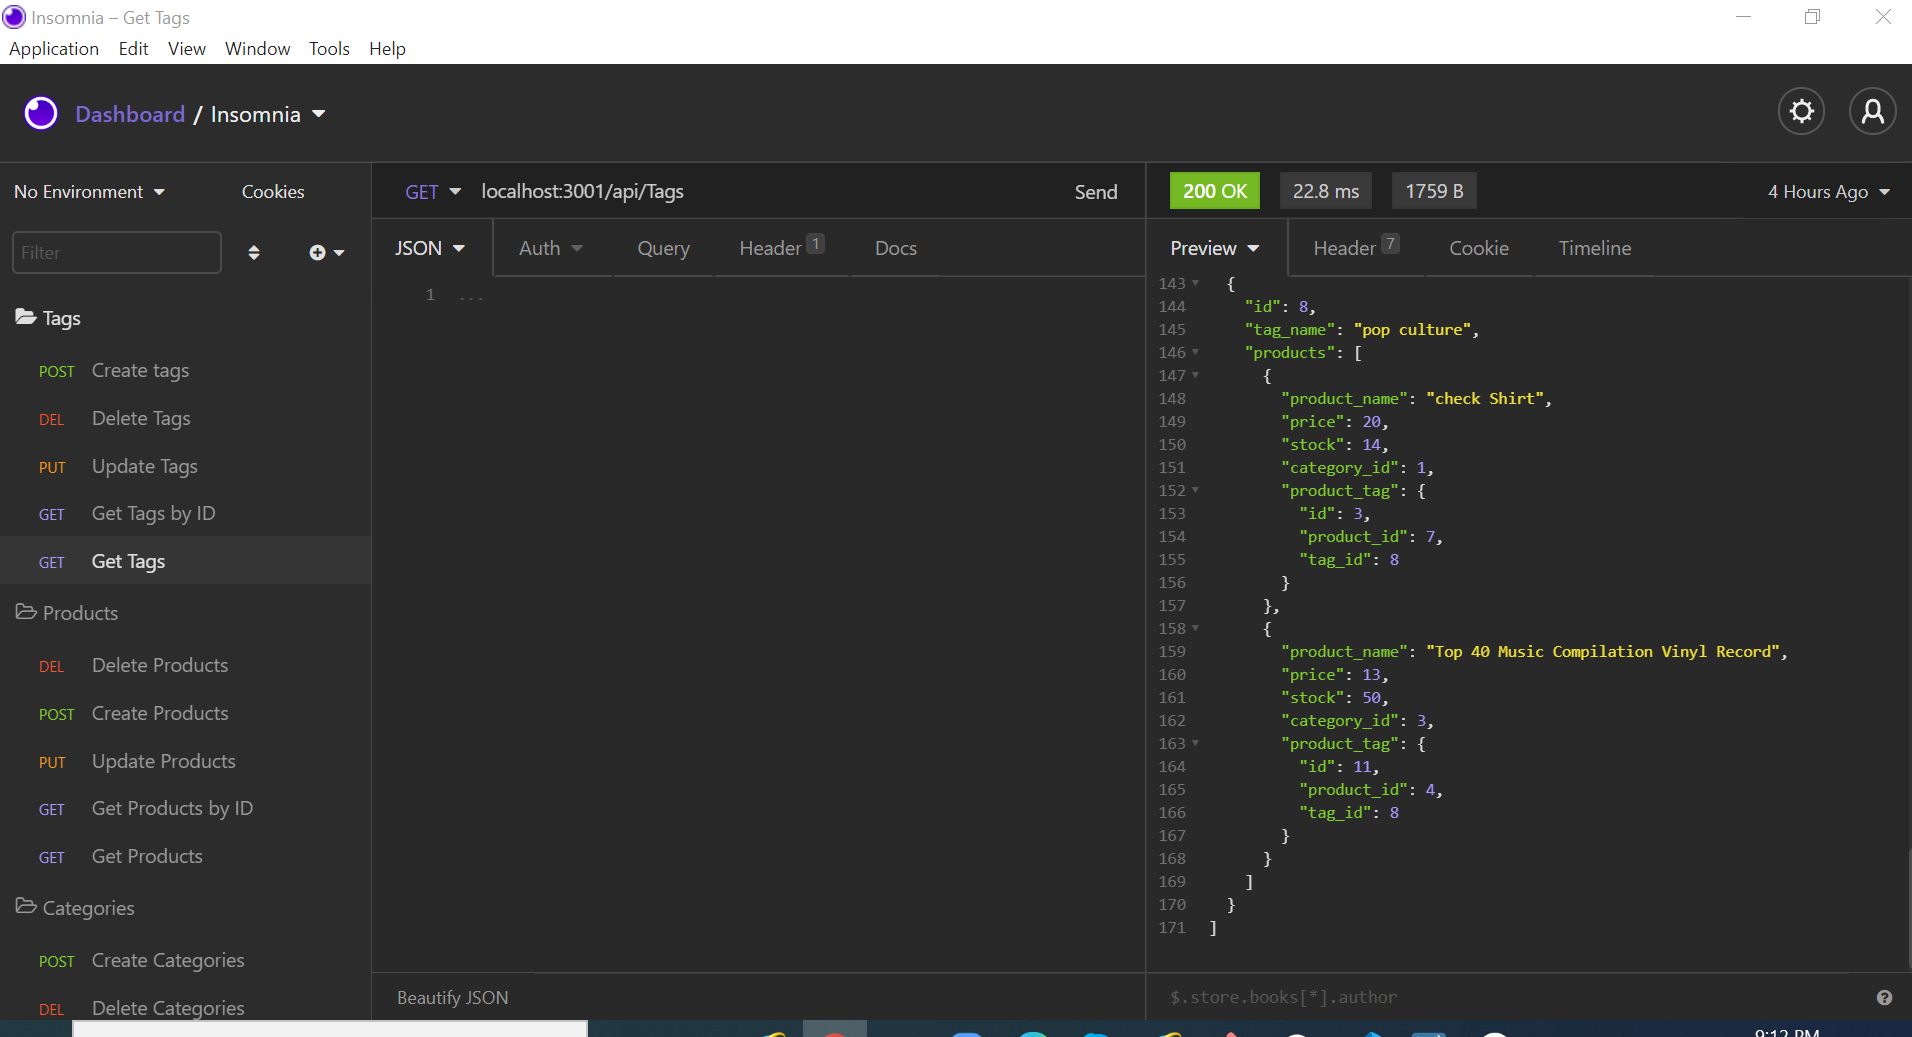 Insomnia – Get Tags
Application Edit View Window Tools Help
Dashboard / Insomnia
No Environment Cookies
Filter
Tags
POST Create tags
DEL Delete Tags
PUT Update Tags
GET Get Tags by ID
GET Get Tags
Products
DEL Delete Products
POST Create Products
PUT Update Products
GET Get Products by ID
GET Get Products
Categories
POST Create Categories
DEL Delete Categories
GET localhost:3001/api/Tags Send
JSON Auth Query Header 1 Docs
1 ...
Beautify JSON
200 OK 22.8 ms 1759 B 4 Hours Ago
Preview Header 7 Cookie Timeline
143 {
144 "id": 8,
145 "tag_name": "pop culture",
146 "products": [
147 {
148 "product_name": "check Shirt",
149 "price": 20,
150 "stock": 14,
151 "category_id": 1,
152 "product_tag": {
153 "id": 3,
154 "product_id": 7,
155 "tag_id": 8
156 }
157 },
158 {
159 "product_name": "Top 40 Music Compilation Vinyl Record",
160 "price": 13,
161 "stock": 50,
162 "category_id": 3,
163 "product_tag": {
164 "id": 11,
165 "product_id": 4,
166 "tag_id": 8
167 }
168 }
169 ]
170 }
171 ]
$.store.books[*].author
9:12 PM